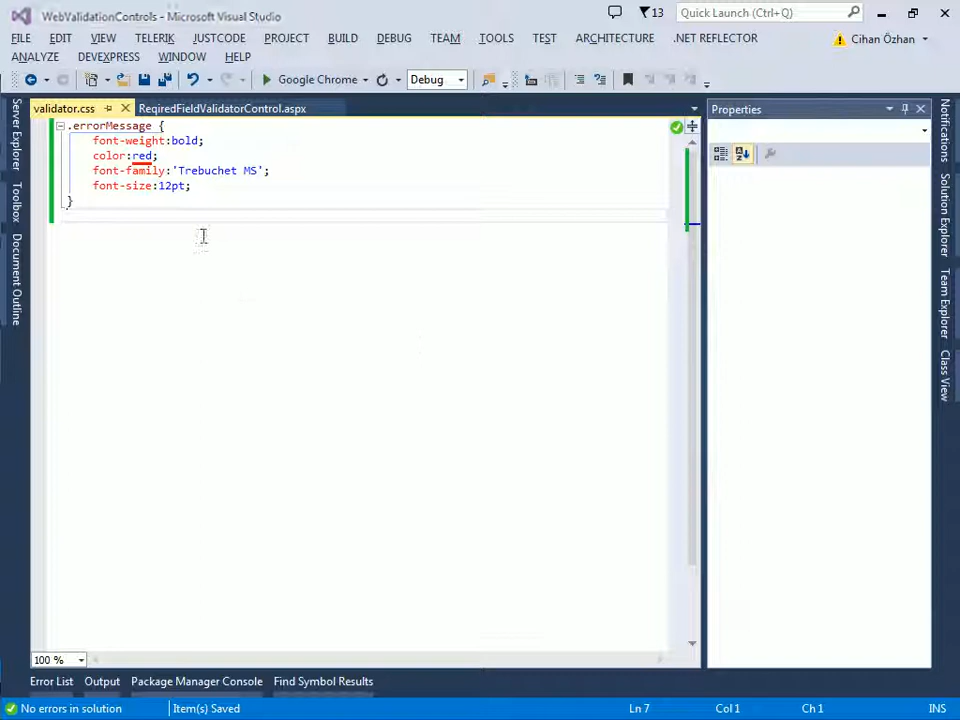 WebValidationControls - Microsoft Visual Studio
13
Quick Launch (Ctrl+Q)
FILE EDIT VIEW TELERIK JUSTCODE PROJECT BUILD DEBUG TEAM TOOLS TEST ARCHITECTURE .NET REFLECTOR
Cihan Özhan
ANALYZE DEVEXPRESS WINDOW HELP
Google Chrome
Debug
Server Explorer
Toolbox
Document Outline
validator.css
ReqiredFieldValidatorControl.aspx
.errorMessage {
font-weight:bold;
color:red;
font-family:'Trebuchet MS';
font-size:12pt;
}
100 %
Properties
Notifications
Solution Explorer
Team Explorer
Class View
Error List Output Package Manager Console Find Symbol Results
No errors in solution
Item(s) Saved
Ln 7
Col 1
Ch 1
INS